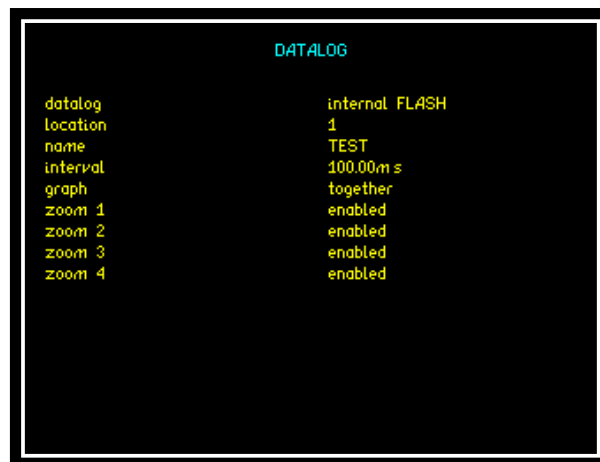 DATALOG
datalog internal FLASH
location 1
name TEST
interval 100.00ms
graph together
zoom 1 enabled
zoom 2 enabled
zoom 3 enabled
zoom 4 enabled